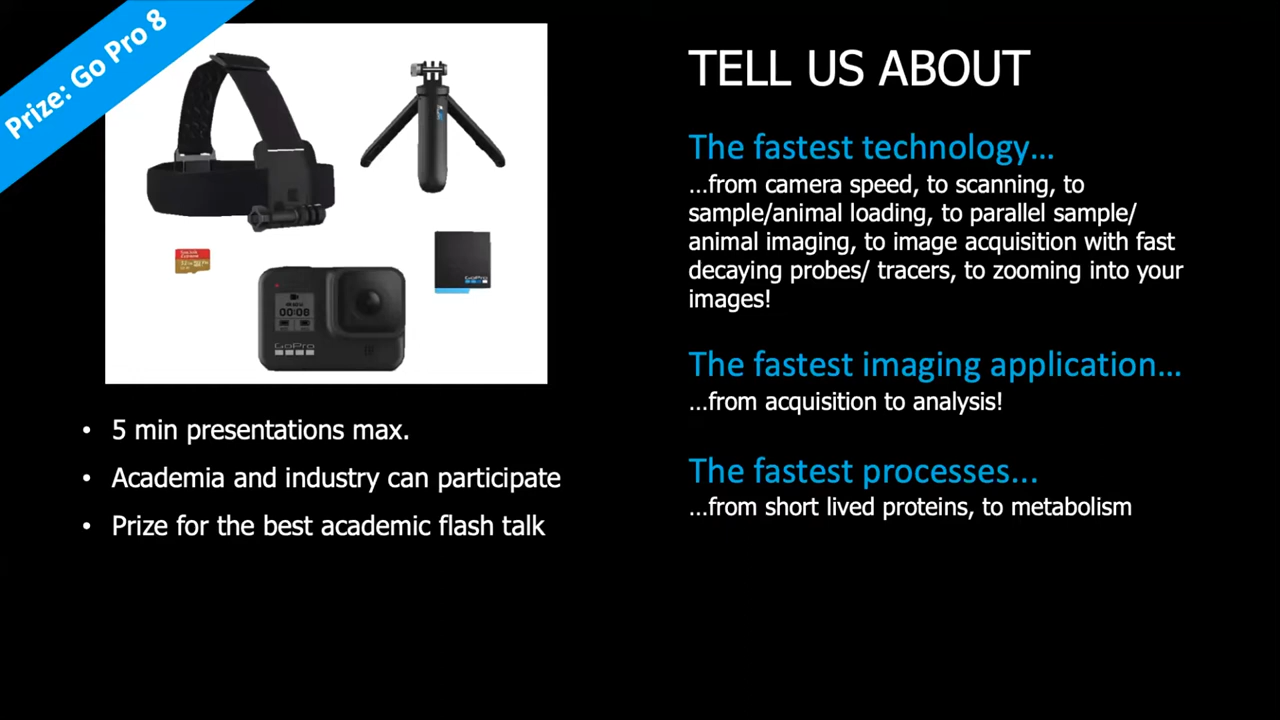 Prize: Go Pro 8
GoPro
00:08
GoPro
5 min presentations max.
Academia and industry can participate
Prize for the best academic flash talk
TELL US ABOUT
The fastest technology...
...from camera speed, to scanning, to
sample/animal loading, to parallel sample/
animal imaging, to image acquisition with fast
decaying probes/ tracers, to zooming into your
images!
The fastest imaging application...
...from acquisition to analysis!
The fastest processes...
...from short lived proteins, to metabolism